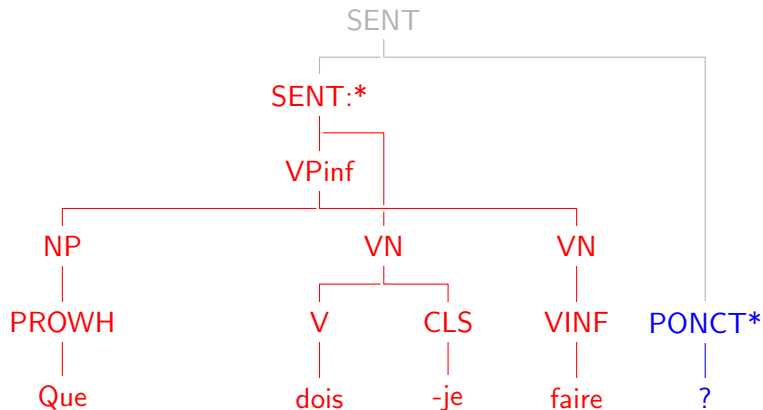 SENT
SENT:*
VPinf
NP VN VN
PROWH V CLS VINF PONCT*
Que dois -je faire ?